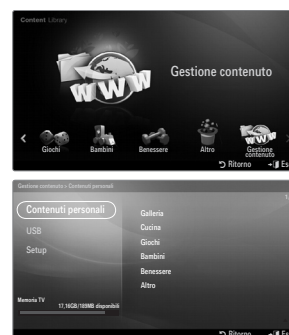 Content Library
Gestione contenuto
WWW
Giochi
Bambini
Benessere
Altro
Gestione
contenuto
Ritorno
Gestione contenuto > Contenuti personali
Contenuti personali
USB
Setup
Galleria
Cucina
Giochi
Bambini
Benessere
Altro
Memoria TV
17,16GB/189MB disponibili
Ritorno